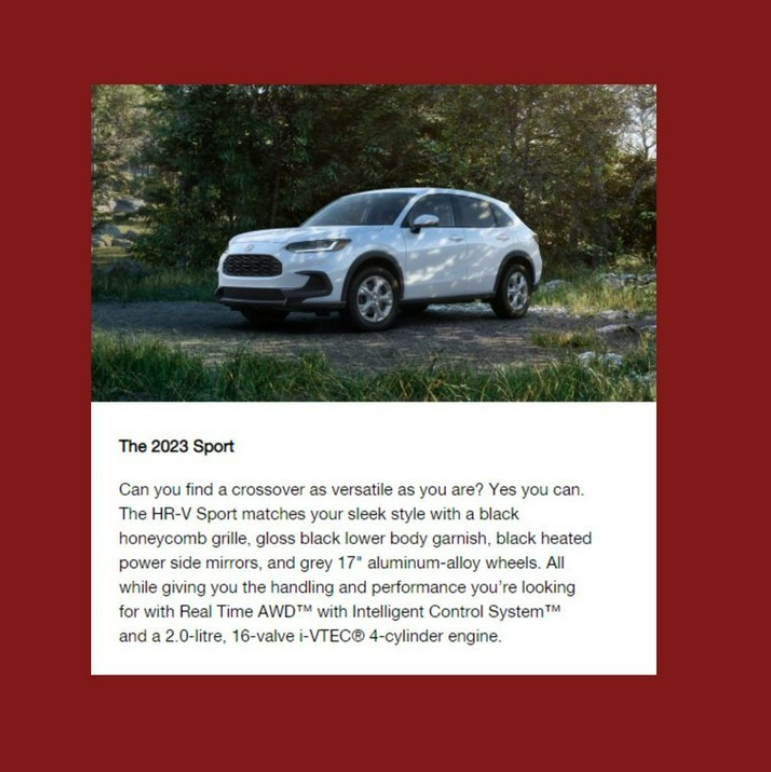 The 2023 Sport
Can you find a crossover as versatile as you are? Yes you can.
The HR-V Sport matches your sleek style with a black
honeycomb grille, gloss black lower body garnish, black heated
power side mirrors, and grey 17" aluminum-alloy wheels. All
while giving you the handling and performance you're looking
for with Real Time AWD™ with Intelligent Control System™
and a 2.0-litre, 16-valve i-VTEC® 4-cylinder engine.